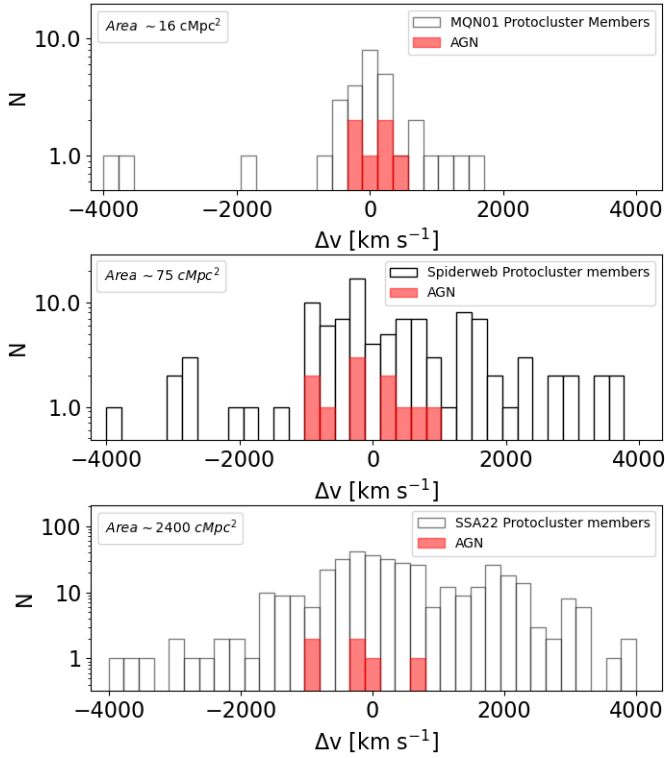 Area ∼ 16 cMpc²
MQN01 Protocluster Members
AGN
10.0
1.0
N
−4000 −2000 0 2000 4000
Δv [km s⁻¹]
Area ∼ 75 cMpc²
Spiderweb Protocluster members
AGN
10.0
1.0
N
−4000 −2000 0 2000 4000
Δv [km s⁻¹]
Area ∼ 2400 cMpc²
SSA22 Protocluster members
AGN
100
10
1
N
−4000 −2000 0 2000 4000
Δv [km s⁻¹]